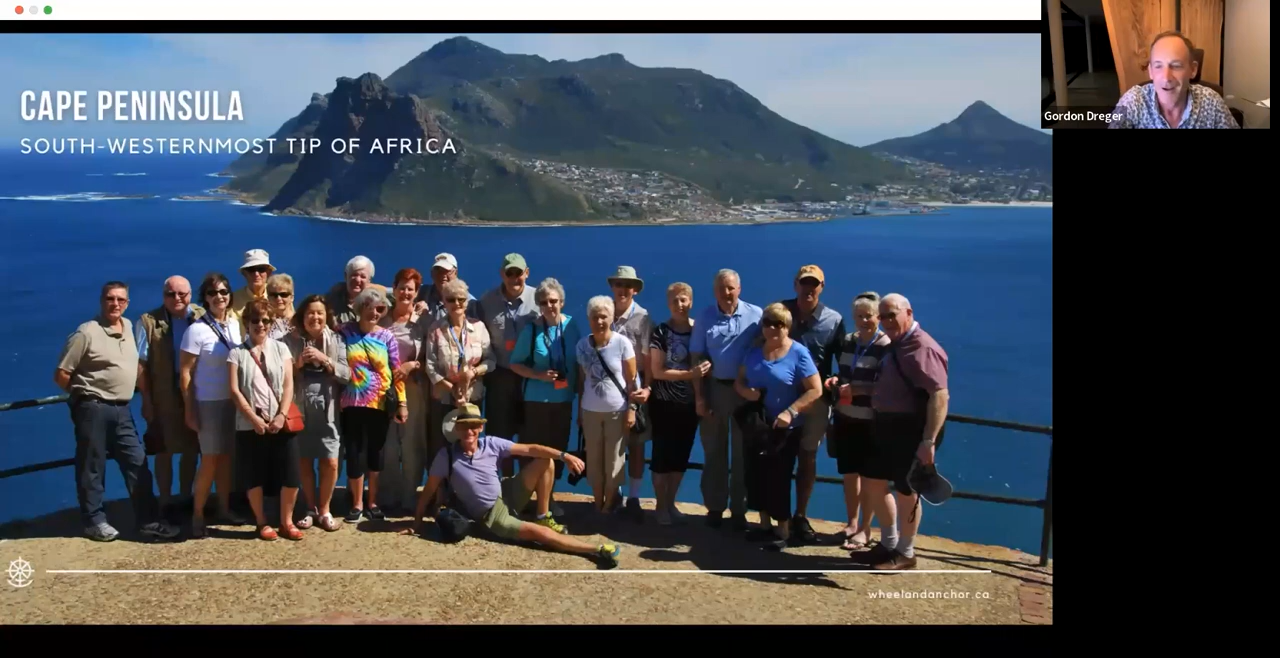 CAPE PENINSULA
SOUTH-WESTERNMOST TIP OF AFRICA
Gordon Dreger
wheelandanchor.ca